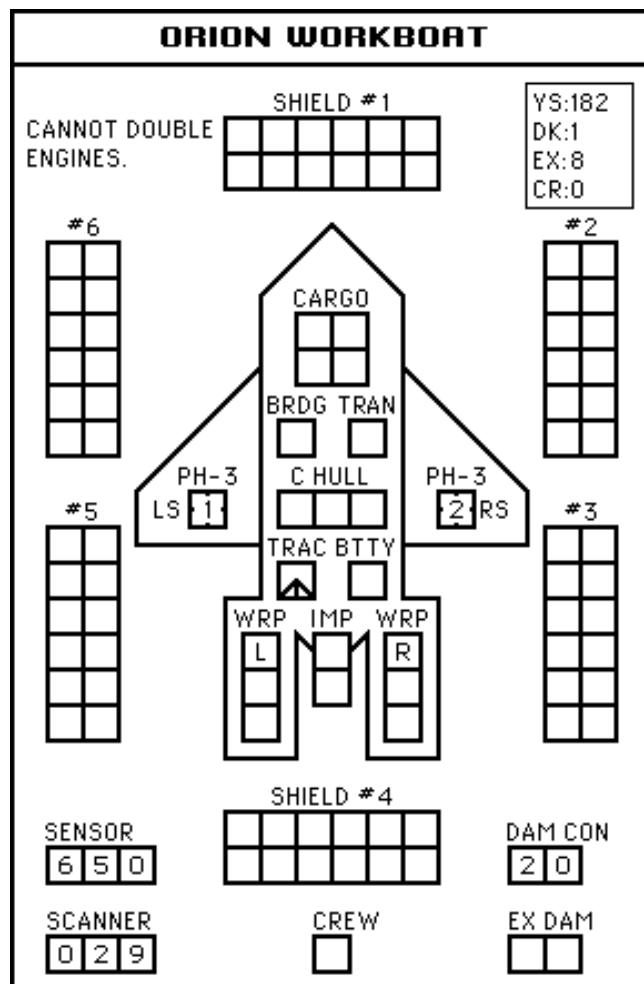 ORION WORKBOAT
SHIELD #1
CANNOT DOUBLE
ENGINES.
YS:182
DK:1
EX:8
CR:0
#6
#2
CARGO
BRDG TRAN
PH-3
C HULL
PH-3
LS 1
2 RS
#5
#3
TRAC BTTY
WRP IMP WRP
L
R
SHIELD #4
SENSOR
6 5 0
DAM CON
2 0
SCANNER
0 2 9
CREW
EX DAM